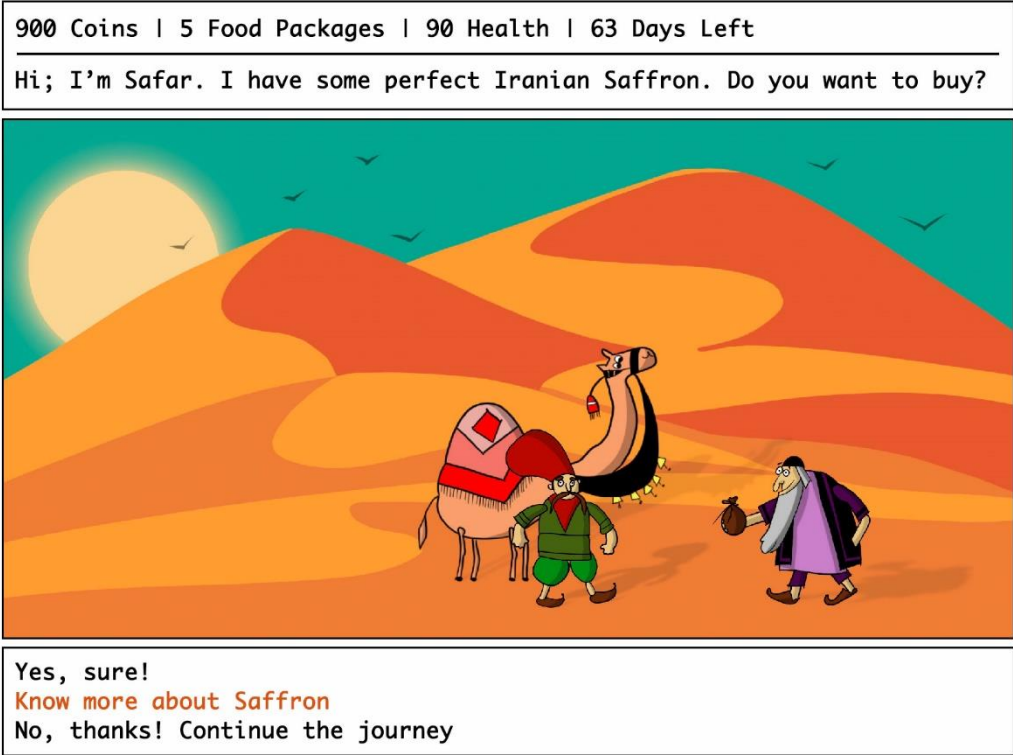 900 Coins | 5 Food Packages | 90 Health | 63 Days Left
Hi; I’m Safar. I have some perfect Iranian Saffron. Do you want to buy?
Yes, sure!
Know more about Saffron
No, thanks! Continue the journey